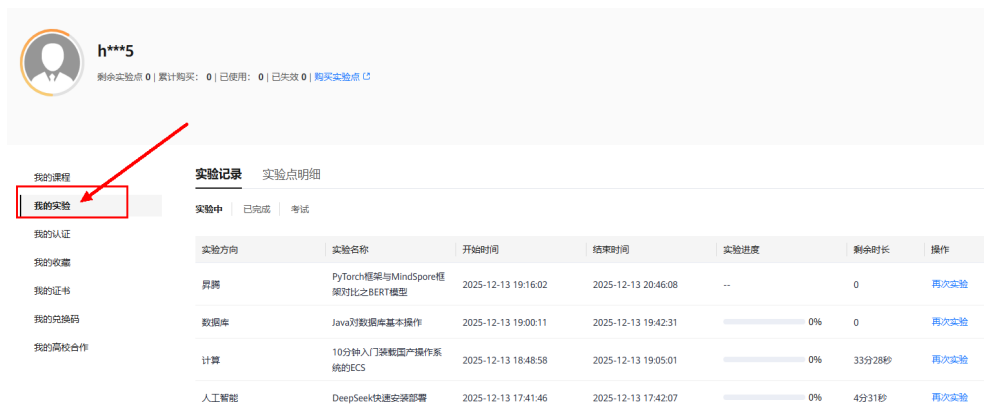 h***5
剩余实验点 0 | 累计购买： 0 | 已使用： 0 | 已失效 0 | 购买实验点
我的课程
我的实验
我的认证
我的收藏
我的证书
我的兑换码
我的高校合作
实验记录 实验点明细
实验中 已完成 考试
实验方向 实验名称 开始时间 结束时间 实验进度 剩余时长 操作
昇腾 PyTorch框架与MindSpore框 2025-12-13 19:16:02 2025-12-13 20:46:08 -- 0 再次实验
架对比之BERT模型
数据库 Java对数据库基本操作 2025-12-13 19:00:11 2025-12-13 19:42:31 0% 0 再次实验
计算 10分钟入门装载国产操作系 2025-12-13 18:48:58 2025-12-13 19:05:01 0% 33分28秒 再次实验
统的ECS
人工智能 DeepSeek快速安装部署 2025-12-13 17:41:46 2025-12-13 17:42:07 0% 4分31秒 再次实验